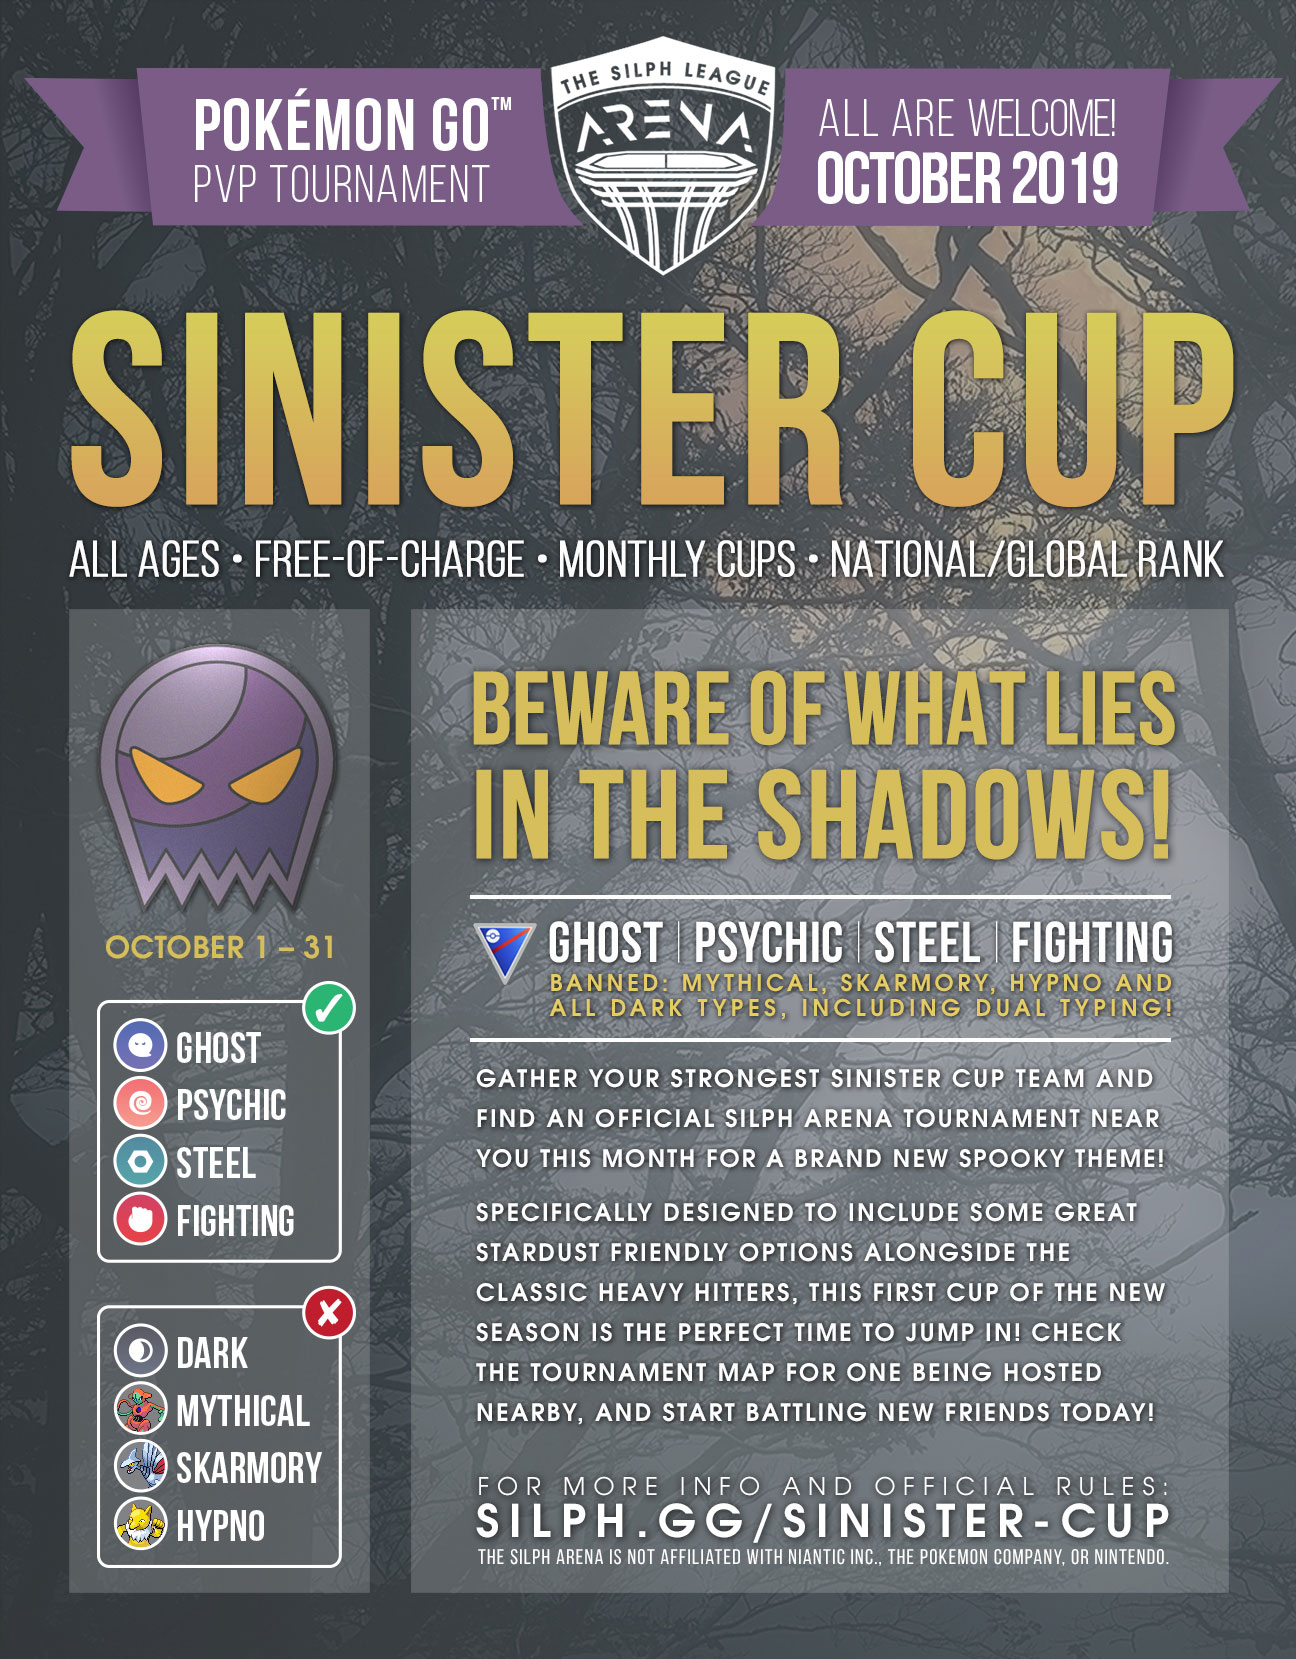 THE SILPH LEAGUE
ARENA
POKÉMON GO™
PVP TOURNAMENT
ALL ARE WELCOME!
OCTOBER 2019
SINISTER CUP
ALL AGES • FREE-OF-CHARGE • MONTHLY CUPS • NATIONAL/GLOBAL RANK
OCTOBER 1 – 31
GHOST
PSYCHIC
STEEL
FIGHTING
DARK
MYTHICAL
SKARMORY
HYPNO
BEWARE OF WHAT LIES
IN THE SHADOWS!
GHOST | PSYCHIC | STEEL | FIGHTING
BANNED: MYTHICAL, SKARMORY, HYPNO AND
ALL DARK TYPES, INCLUDING DUAL TYPING!
GATHER YOUR STRONGEST SINISTER CUP TEAM AND
FIND AN OFFICIAL SILPH ARENA TOURNAMENT NEAR
YOU THIS MONTH FOR A BRAND NEW SPOOKY THEME!
SPECIFICALLY DESIGNED TO INCLUDE SOME GREAT
STARDUST FRIENDLY OPTIONS ALONGSIDE THE
CLASSIC HEAVY HITTERS, THIS FIRST CUP OF THE NEW
SEASON IS THE PERFECT TIME TO JUMP IN! CHECK
THE TOURNAMENT MAP FOR ONE BEING HOSTED
NEARBY, AND START BATTLING NEW FRIENDS TODAY!
FOR MORE INFO AND OFFICIAL RULES:
SILPH.GG/SINISTER-CUP
THE SILPH ARENA IS NOT AFFILIATED WITH NIANTIC INC., THE POKEMON COMPANY, OR NINTENDO.